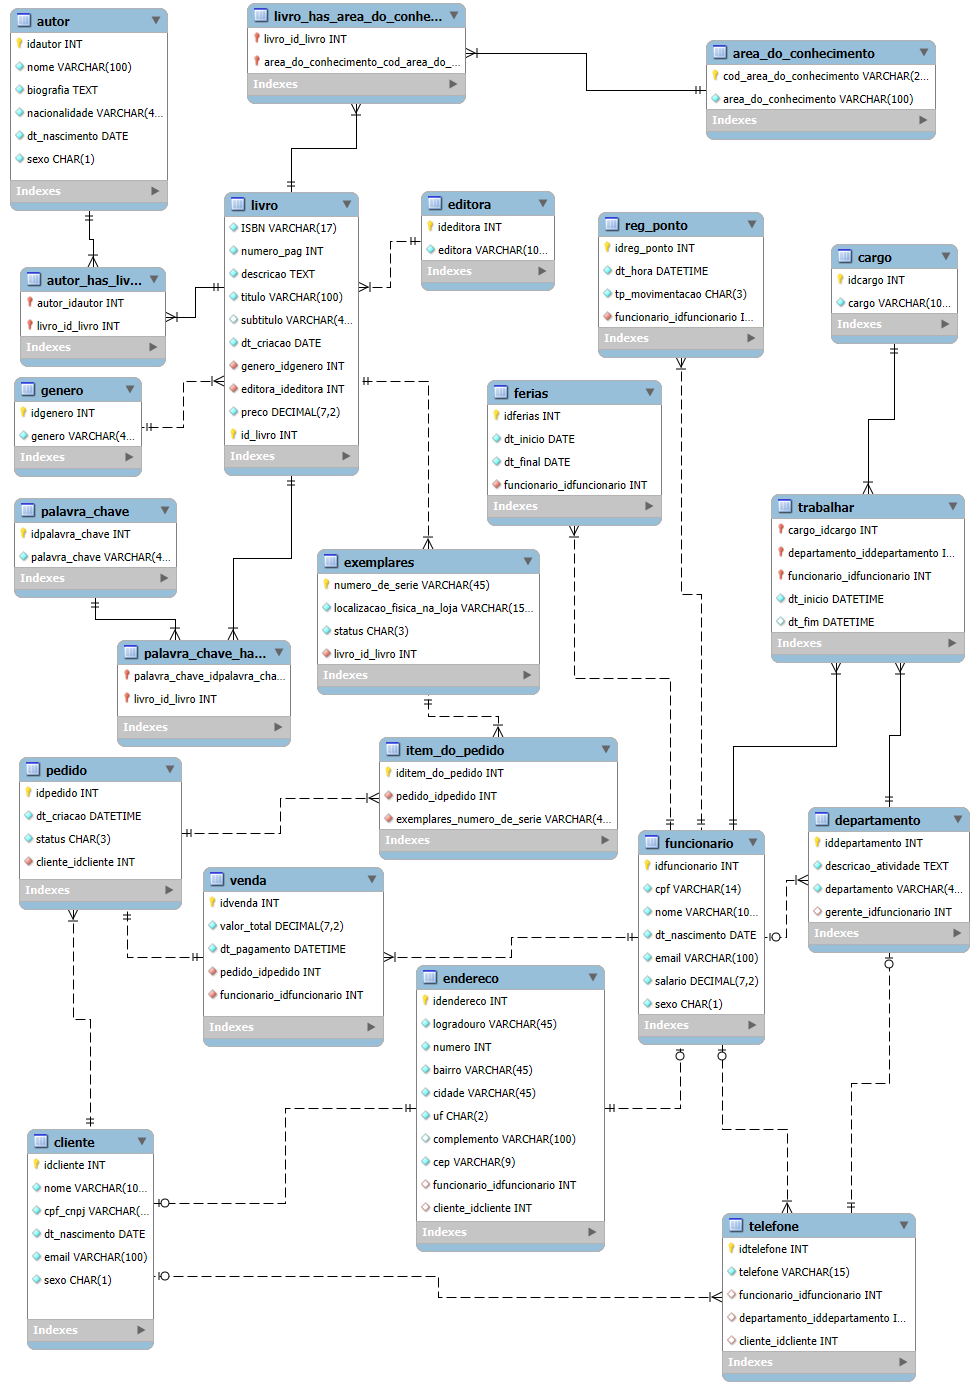 autor
idautor INT
nome VARCHAR(100)
biografia TEXT
nacionalidade VARCHAR(4...
dt_nascimento DATE
sexo CHAR(1)
Indexes
livro_has_area_do_conhe...
livro_id_livro INT
area_do_conhecimento_cod_area_do_...
Indexes
area_do_conhecimento
cod_area_do_conhecimento VARCHAR(2...
area_do_conhecimento VARCHAR(100)
Indexes
autor_has_liv...
autor_idautor INT
livro_id_livro INT
Indexes
livro
ISBN VARCHAR(17)
numero_pag INT
descricao TEXT
titulo VARCHAR(100)
subtitulo VARCHAR(4...
dt_criacao DATE
genero_idgenero INT
editora_ideditora INT
preco DECIMAL(7,2)
id_livro INT
Indexes
editora
ideditora INT
editora VARCHAR(10...
Indexes
reg_ponto
idreg_ponto INT
dt_hora DATETIME
tp_movimentacao CHAR(3)
funcionario_idfuncionario I...
Indexes
cargo
idcargo INT
cargo VARCHAR(10...
Indexes
genero
idgenero INT
genero VARCHAR(4...
Indexes
ferias
idferias INT
dt_inicio DATE
dt_final DATE
funcionario_idfuncionario INT
Indexes
palavra_chave
idpalavra_chave INT
palavra_chave VARCHAR(4...
Indexes
exemplares
numero_de_serie VARCHAR(45)
localizacao_fisica_na_loja VARCHAR(15...
status CHAR(3)
livro_id_livro INT
Indexes
trabalhar
cargo_idcargo INT
departamento_iddepartamento I...
funcionario_idfuncionario INT
dt_inicio DATETIME
dt_fim DATETIME
Indexes
palavra_chave_ha...
palavra_chave_idpalavra_cha...
livro_id_livro INT
Indexes
item_do_pedido
iditem_do_pedido INT
pedido_idpedido INT
exemplares_numero_de_serie VARCHAR(4...
Indexes
pedido
idpedido INT
dt_criacao DATETIME
status CHAR(3)
cliente_idcliente INT
Indexes
venda
idvenda INT
valor_total DECIMAL(7,2)
dt_pagamento DATETIME
pedido_idpedido INT
funcionario_idfuncionario INT
Indexes
funcionario
idfuncionario INT
cpf VARCHAR(14)
nome VARCHAR(10...
dt_nascimento DATE
email VARCHAR(100)
salario DECIMAL(7,2)
sexo CHAR(1)
Indexes
departamento
iddepartamento INT
descricao_atividade TEXT
departamento VARCHAR(4...
gerente_idfuncionario INT
Indexes
endereco
idendereco INT
logradouro VARCHAR(45)
numero INT
bairro VARCHAR(45)
cidade VARCHAR(45)
uf CHAR(2)
complemento VARCHAR(100)
cep VARCHAR(9)
funcionario_idfuncionario INT
cliente_idcliente INT
Indexes
cliente
idcliente INT
nome VARCHAR(10...
cpf_cnpj VARCHAR(...
dt_nascimento DATE
email VARCHAR(100)
sexo CHAR(1)
Indexes
telefone
idtelefone INT
telefone VARCHAR(15)
funcionario_idfuncionario INT
departamento_iddepartamento I...
cliente_idcliente INT
Indexes